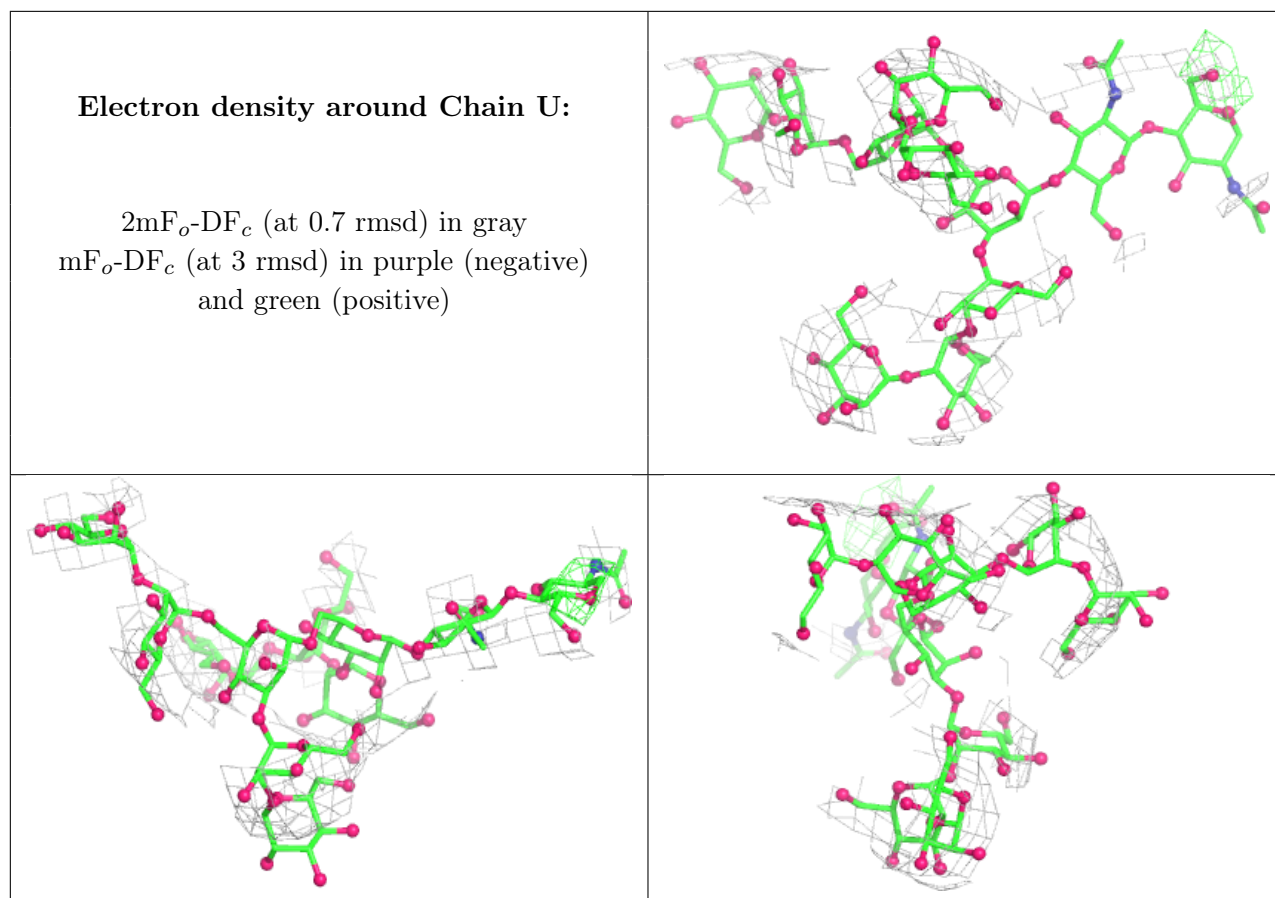 Electron density around Chain U:
2mFo-DFc (at 0.7 rmsd) in gray
mFo-DFc (at 3 rmsd) in purple (negative)
and green (positive)